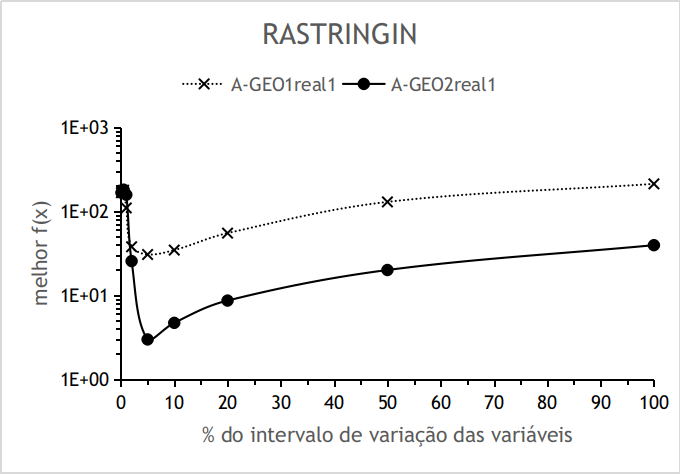 RASTRINGIN
A-GEO1real1 A-GEO2real1
1E+03
1E+02
1E+01
1E+00
melhor f(x)
0 10 20 30 40 50 60 70 80 90 100
% do intervalo de variação das variáveis